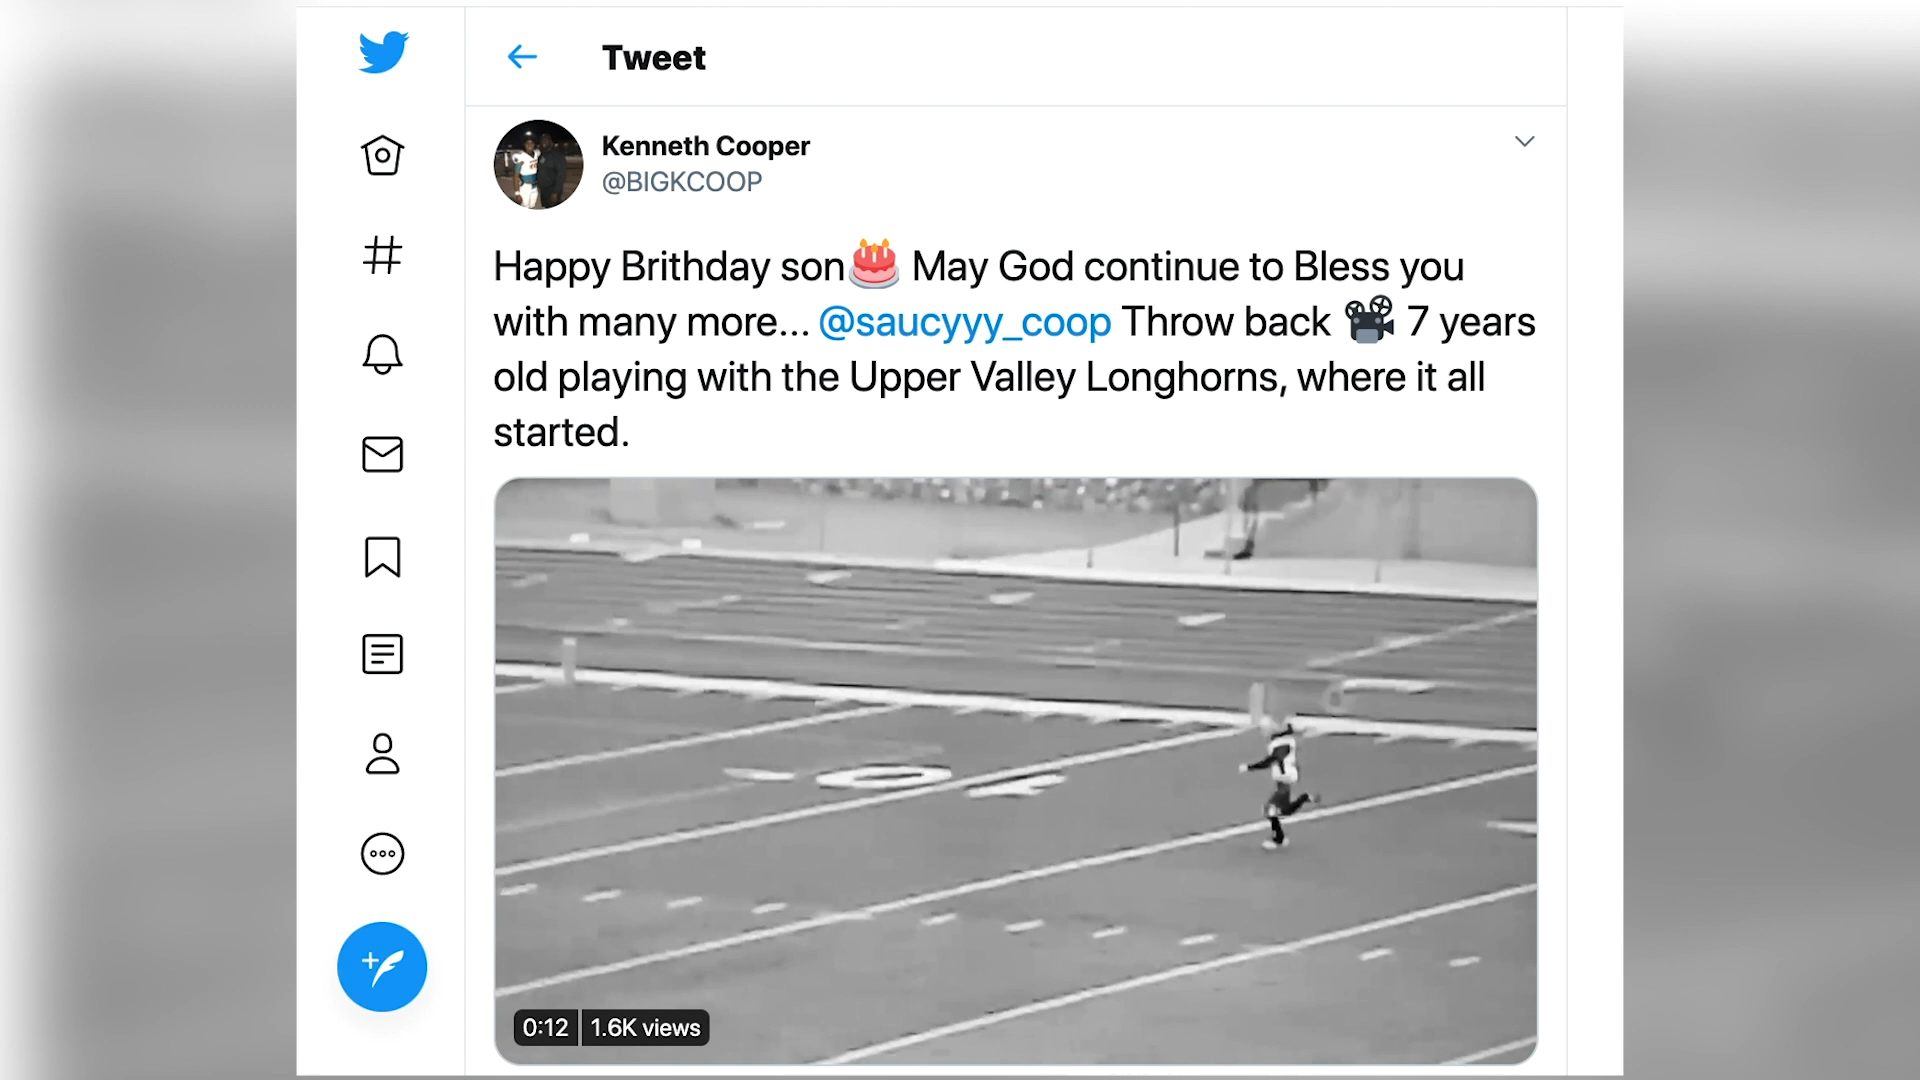 Tweet
Kenneth Cooper
@BIGKCOOP
Happy Brithday son🎂 May God continue to Bless you
with many more... @saucyyy_coop Throw back 🎥 7 years
old playing with the Upper Valley Longhorns, where it all
started.
0:12 1.6K views